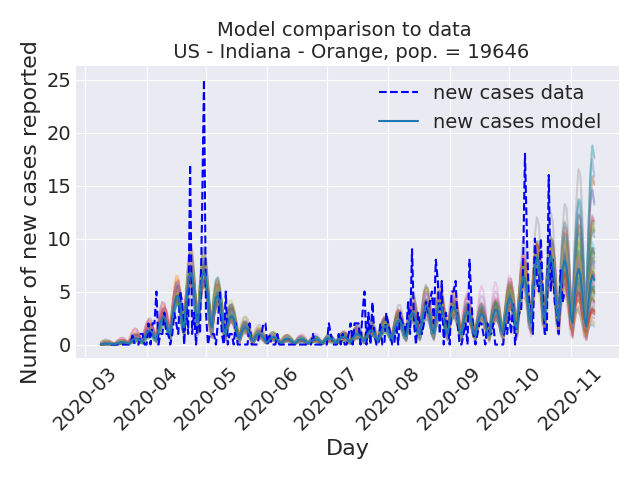 Model comparison to data
US - Indiana - Orange, pop. = 19646
Number of new cases reported
25
20
15
10
5
0
new cases data
new cases model
2020-03
2020-04
2020-05
2020-06
2020-07
2020-08
2020-09
2020-10
2020-11
Day